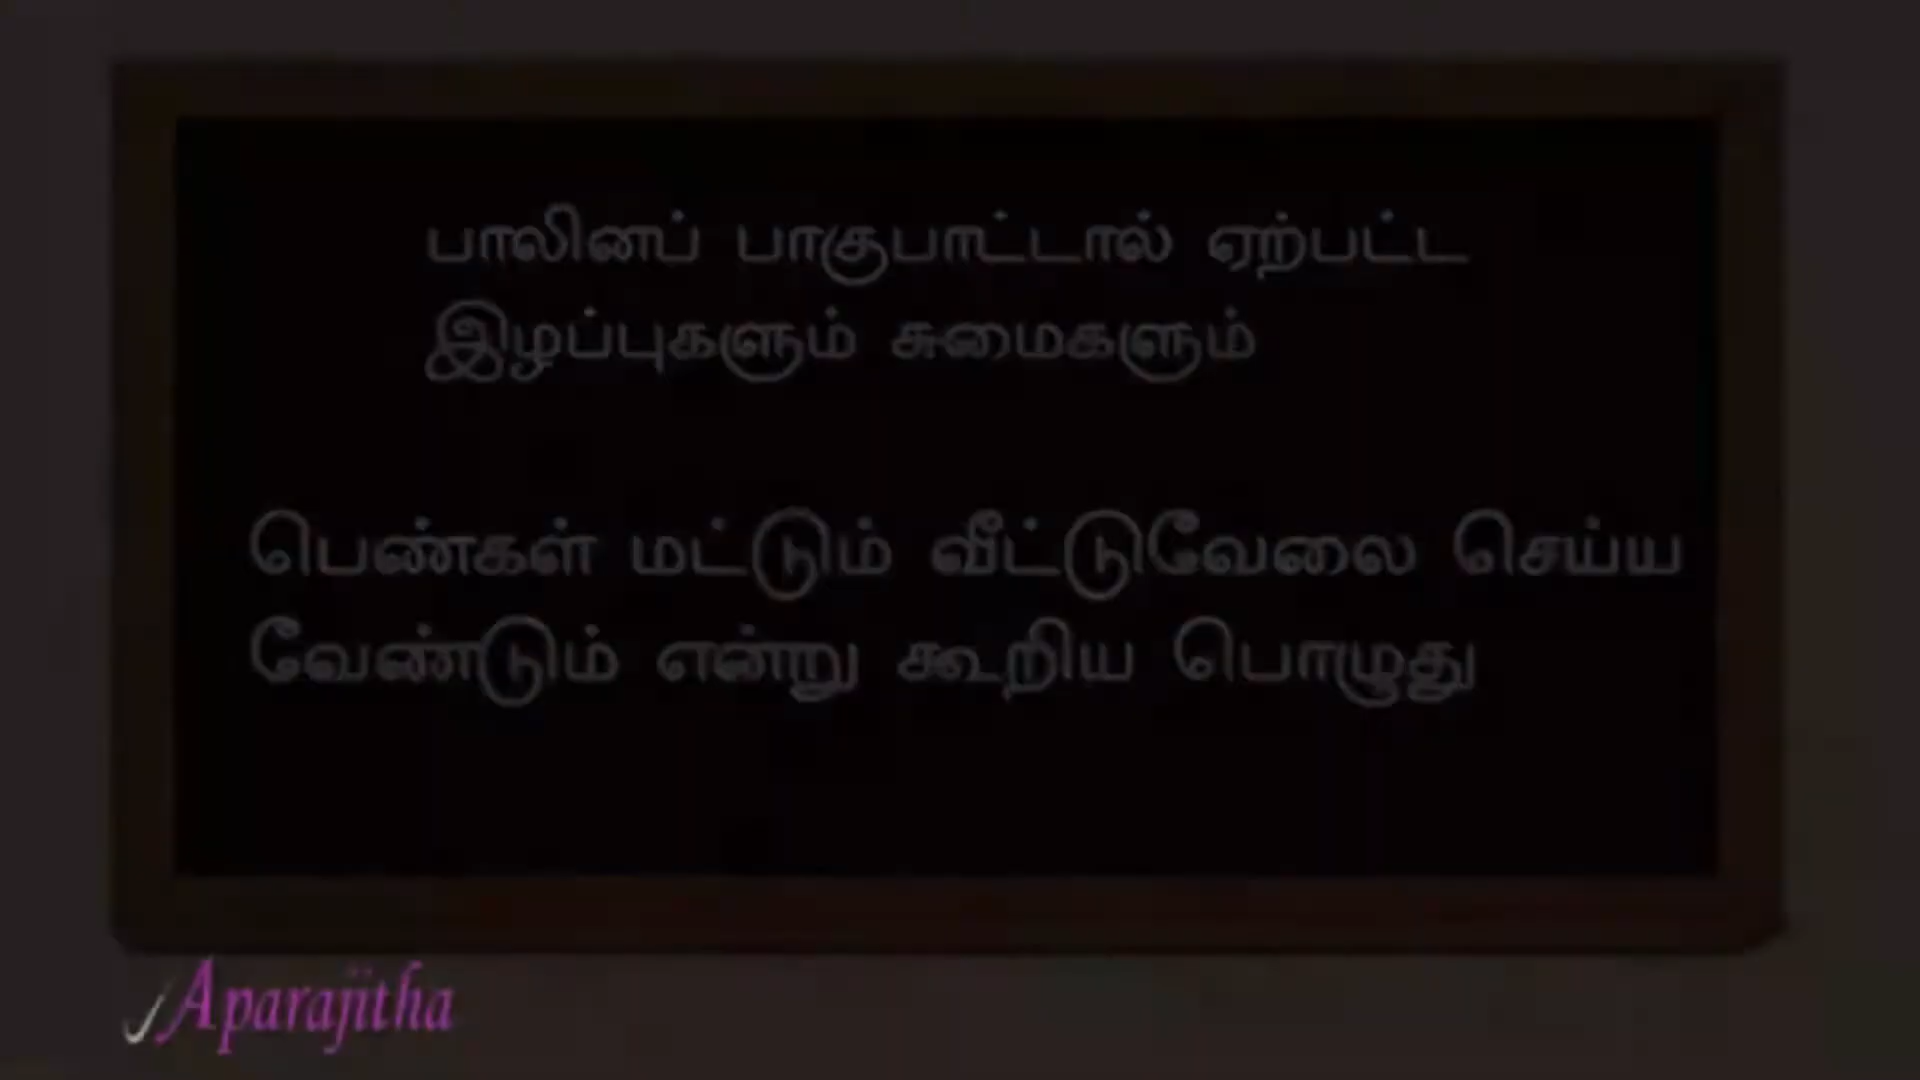 பாலினப் பாகுபாட்டால் ஏற்பட்ட
இழப்புகளும் சுமைகளும்
பெண்கள் மட்டும் வீட்டுவேலை செய்ய
வேண்டும் என்று கூறிய பொழுது
Aparajitha